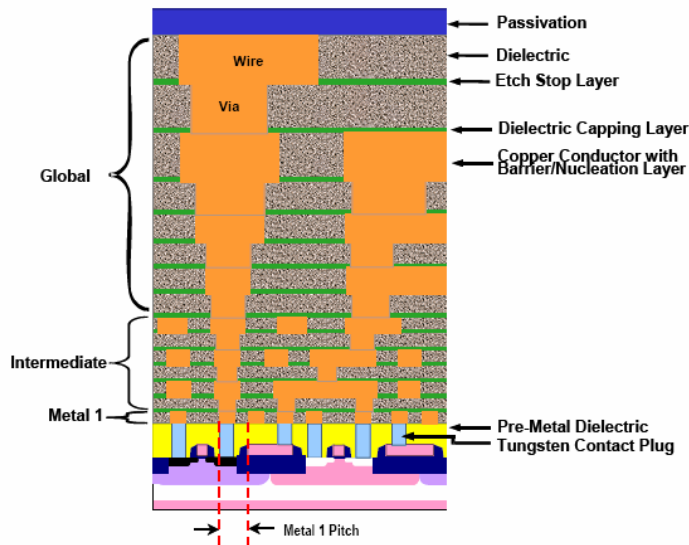 Passivation
Dielectric
Wire
Etch Stop Layer
Via
Dielectric Capping Layer
Copper Conductor with
Barrier/Nucleation Layer
Global
Intermediate
Metal 1
Pre-Metal Dielectric
Tungsten Contact Plug
Metal 1 Pitch